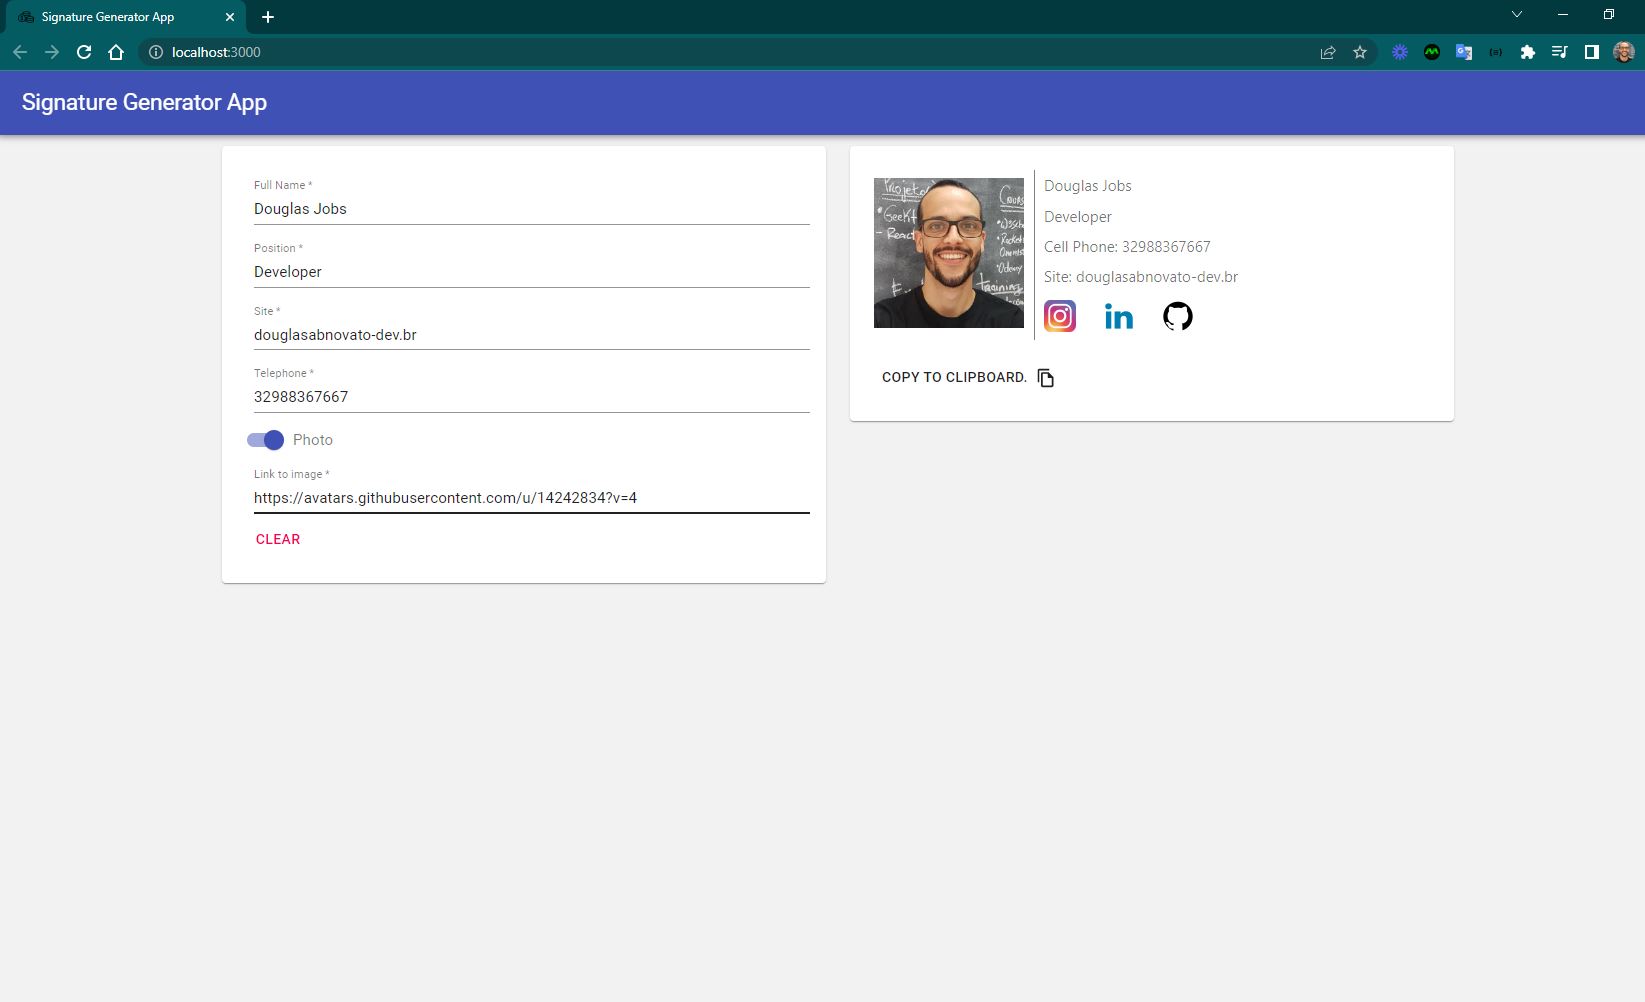 Signature Generator App
localhost:3000
Signature Generator App
Full Name *
Douglas Jobs
Position *
Developer
Site *
douglasabnovato-dev.br
Telephone *
32988367667
Photo
Link to image *
https://avatars.githubusercontent.com/u/14242834?v=4
CLEAR
Douglas Jobs
Developer
Cell Phone: 32988367667
Site: douglasabnovato-dev.br
in
COPY TO CLIPBOARD.